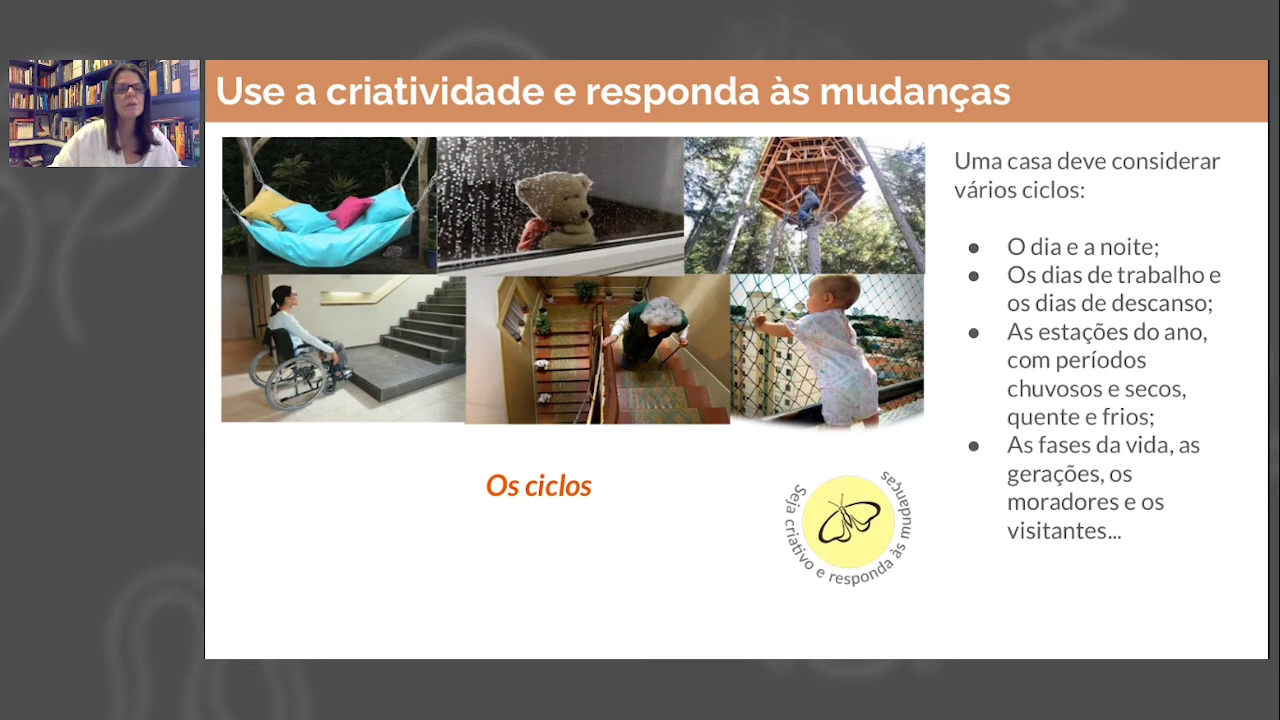 Use a criatividade e responda às mudanças
Uma casa deve considerar
vários ciclos:
● O dia e a noite;
● Os dias de trabalho e
os dias de descanso;
● As estações do ano,
com períodos
chuvosos e secos,
quente e frios;
● As fases da vida, as
gerações, os
moradores e os
visitantes...
Os ciclos
Seja criativo e responda às mudanças